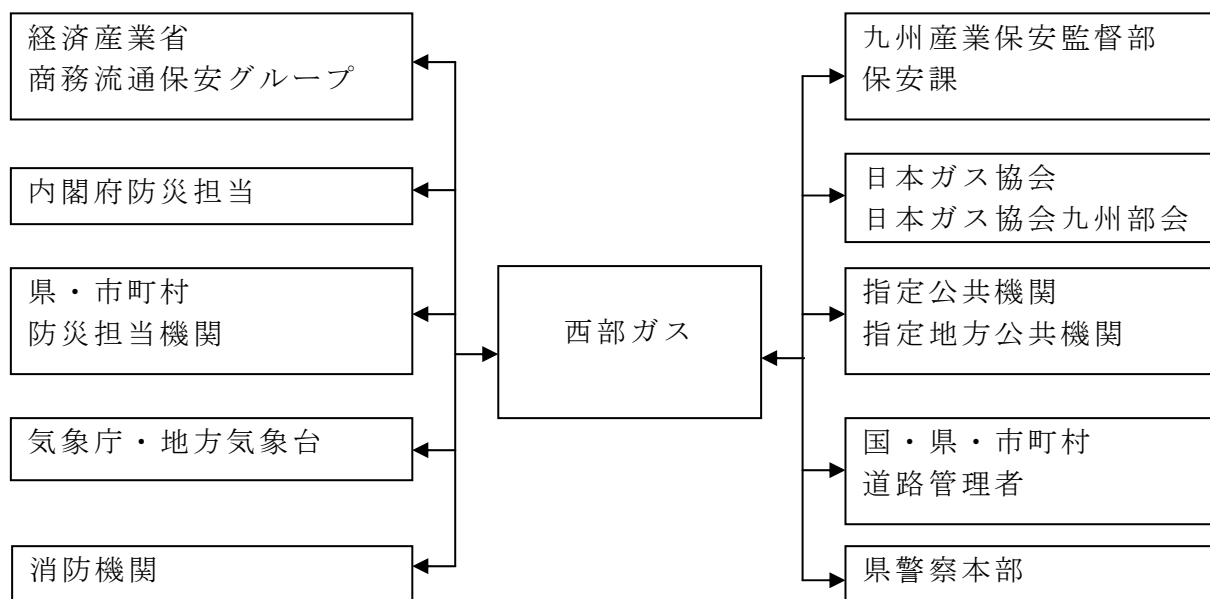 経済産業省
商務流通保安グループ
内閣府防災担当
県・市町村
防災担当機関
気象庁・地方気象台
消防機関
西部ガス
九州産業保安監督部
保安課
日本ガス協会
日本ガス協会九州部会
指定公共機関
指定地方公共機関
国・県・市町村
道路管理者
県警察本部